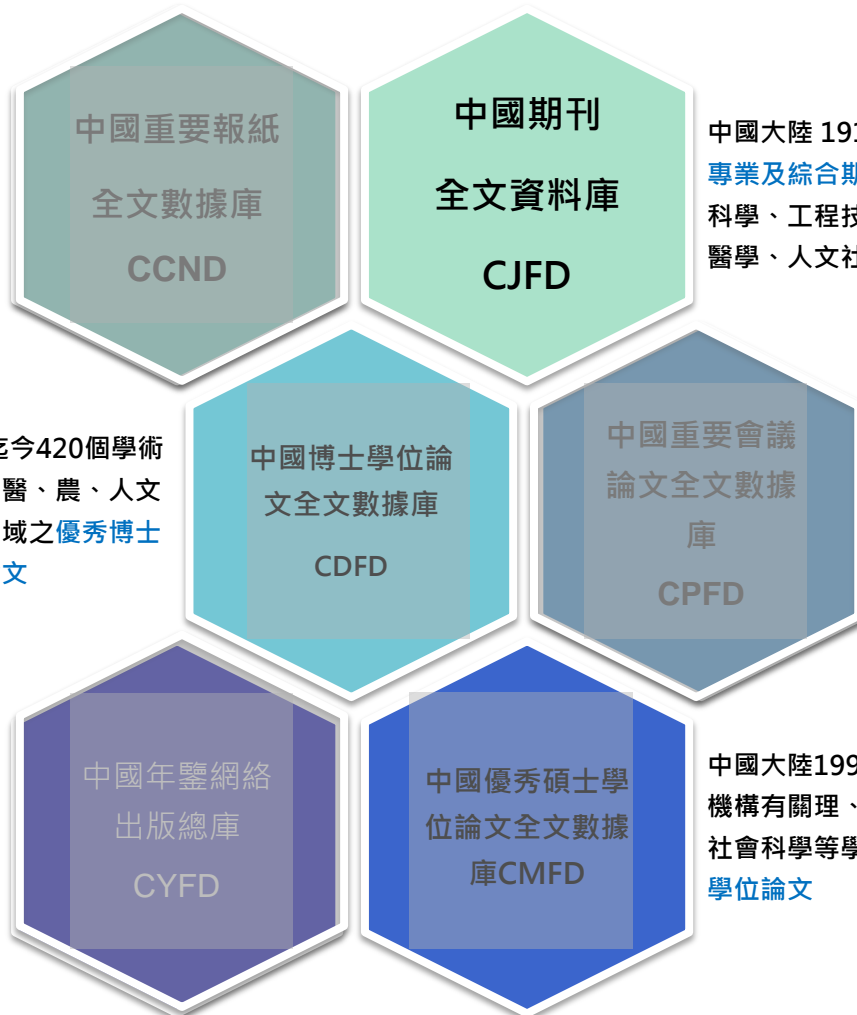 中國重要報紙
全文數據庫
CCND
中國期刊
全文資料庫
CJFD
中國大陸 191
專業及綜合期
科學、工程技
醫學、人文社
迄今420個學術
醫、農、人文
域之優秀博士
文
中國博士學位論
文全文數據庫
CDFD
中國重要會議
論文全文數據
庫
CPFD
中國年鑒網絡
出版總庫
CYFD
中國優秀碩士學
位論文全文數據
庫CMFD
中國大陸199
機構有關理、
社會科學等學
學位論文